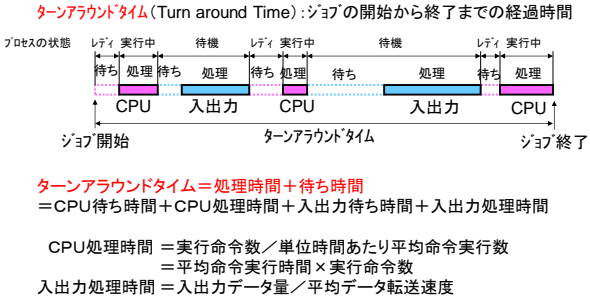 ﾀｰﾝｱﾗｳﾝﾄﾞﾀｲﾑ(Turn around Time):ｼﾞｮﾌﾞの開始から終了までの経過時間
ﾌﾟﾛｾｽの状態 ﾚﾃﾞｨ 実行中 待機 ﾚﾃﾞｨ 実行中 待機 ﾚﾃﾞｨ 実行中
待ち 処理 待ち 処理 待ち 処理 待ち 処理 待ち 処理
CPU 入出力 CPU 入出力 CPU
ｼﾞｮﾌﾞ開始 ﾀｰﾝｱﾗｳﾝﾄﾞﾀｲﾑ ｼﾞｮﾌﾞ終了
ターンアラウンドタイム＝処理時間＋待ち時間
＝CPU待ち時間＋CPU処理時間＋入出力待ち時間＋入出力処理時間
CPU処理時間 ＝実行命令数／単位時間あたり平均命令実行数
＝平均命令実行時間×実行命令数
入出力処理時間＝入出力データ量／平均データ転送速度